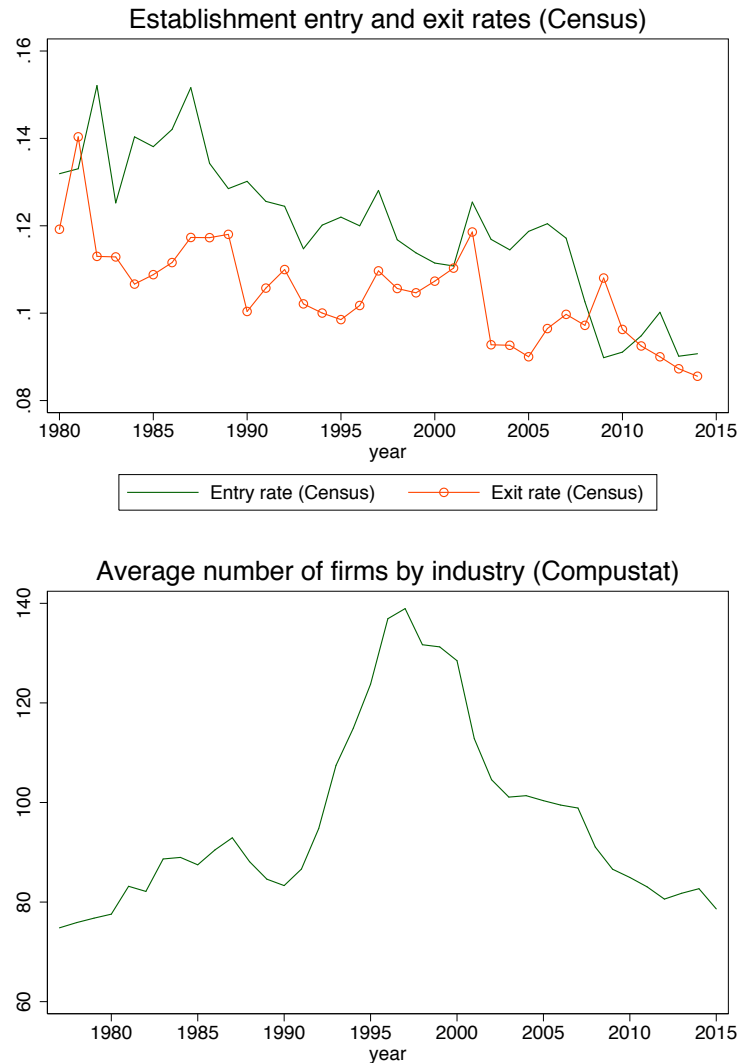 Establishment entry and exit rates (Census)
.16
.14
.12
.1
.08
1980 1985 1990 1995 2000 2005 2010 2015
year
Entry rate (Census) Exit rate (Census)
Average number of firms by industry (Compustat)
140
120
100
80
60
1980 1985 1990 1995 2000 2005 2010 2015
year